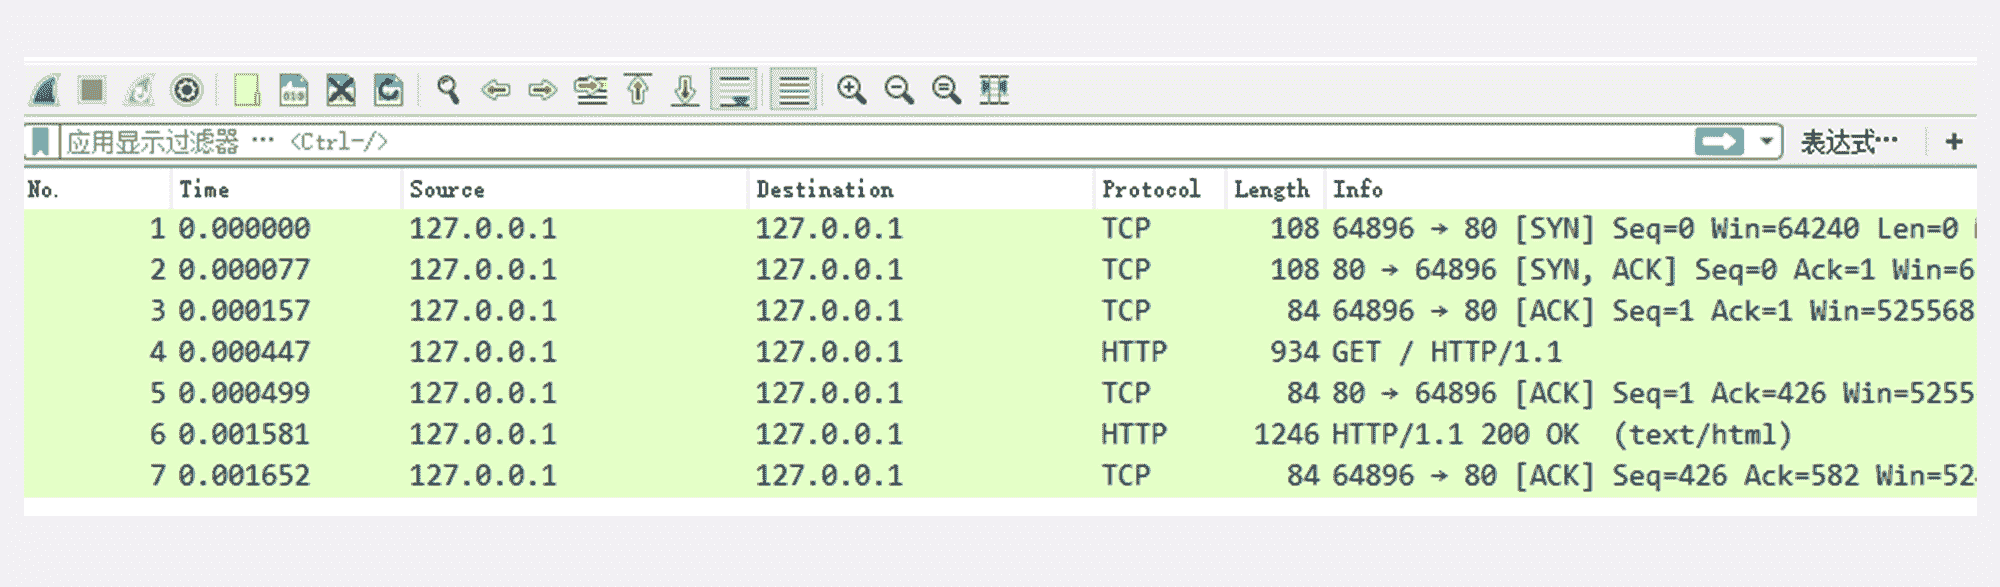 应用显示过滤器 … <Ctrl-/> 表达式… +
No. Time Source Destination Protocol Length Info
1 0.000000 127.0.0.1 127.0.0.1 TCP 108 64896 → 80 [SYN] Seq=0 Win=64240 Len=0
2 0.000077 127.0.0.1 127.0.0.1 TCP 108 80 → 64896 [SYN, ACK] Seq=0 Ack=1 Win=6
3 0.000157 127.0.0.1 127.0.0.1 TCP 84 64896 → 80 [ACK] Seq=1 Ack=1 Win=525568
4 0.000447 127.0.0.1 127.0.0.1 HTTP 934 GET / HTTP/1.1
5 0.000499 127.0.0.1 127.0.0.1 TCP 84 80 → 64896 [ACK] Seq=1 Ack=426 Win=5255
6 0.001581 127.0.0.1 127.0.0.1 HTTP 1246 HTTP/1.1 200 OK (text/html)
7 0.001652 127.0.0.1 127.0.0.1 TCP 84 64896 → 80 [ACK] Seq=426 Ack=582 Win=52